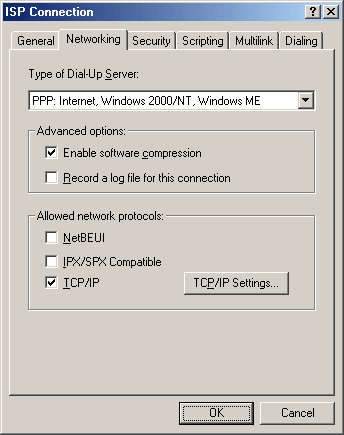 ISP Connection
General Networking Security Scripting Multilink Dialing
Type of Dial-Up Server:
PPP: Internet, Windows 2000/NT, Windows ME
Advanced options:
Enable software compression
Record a log file for this connection
Allowed network protocols:
NetBEUI
IPX/SPX Compatible
TCP/IP TCP/IP Settings...
OK Cancel